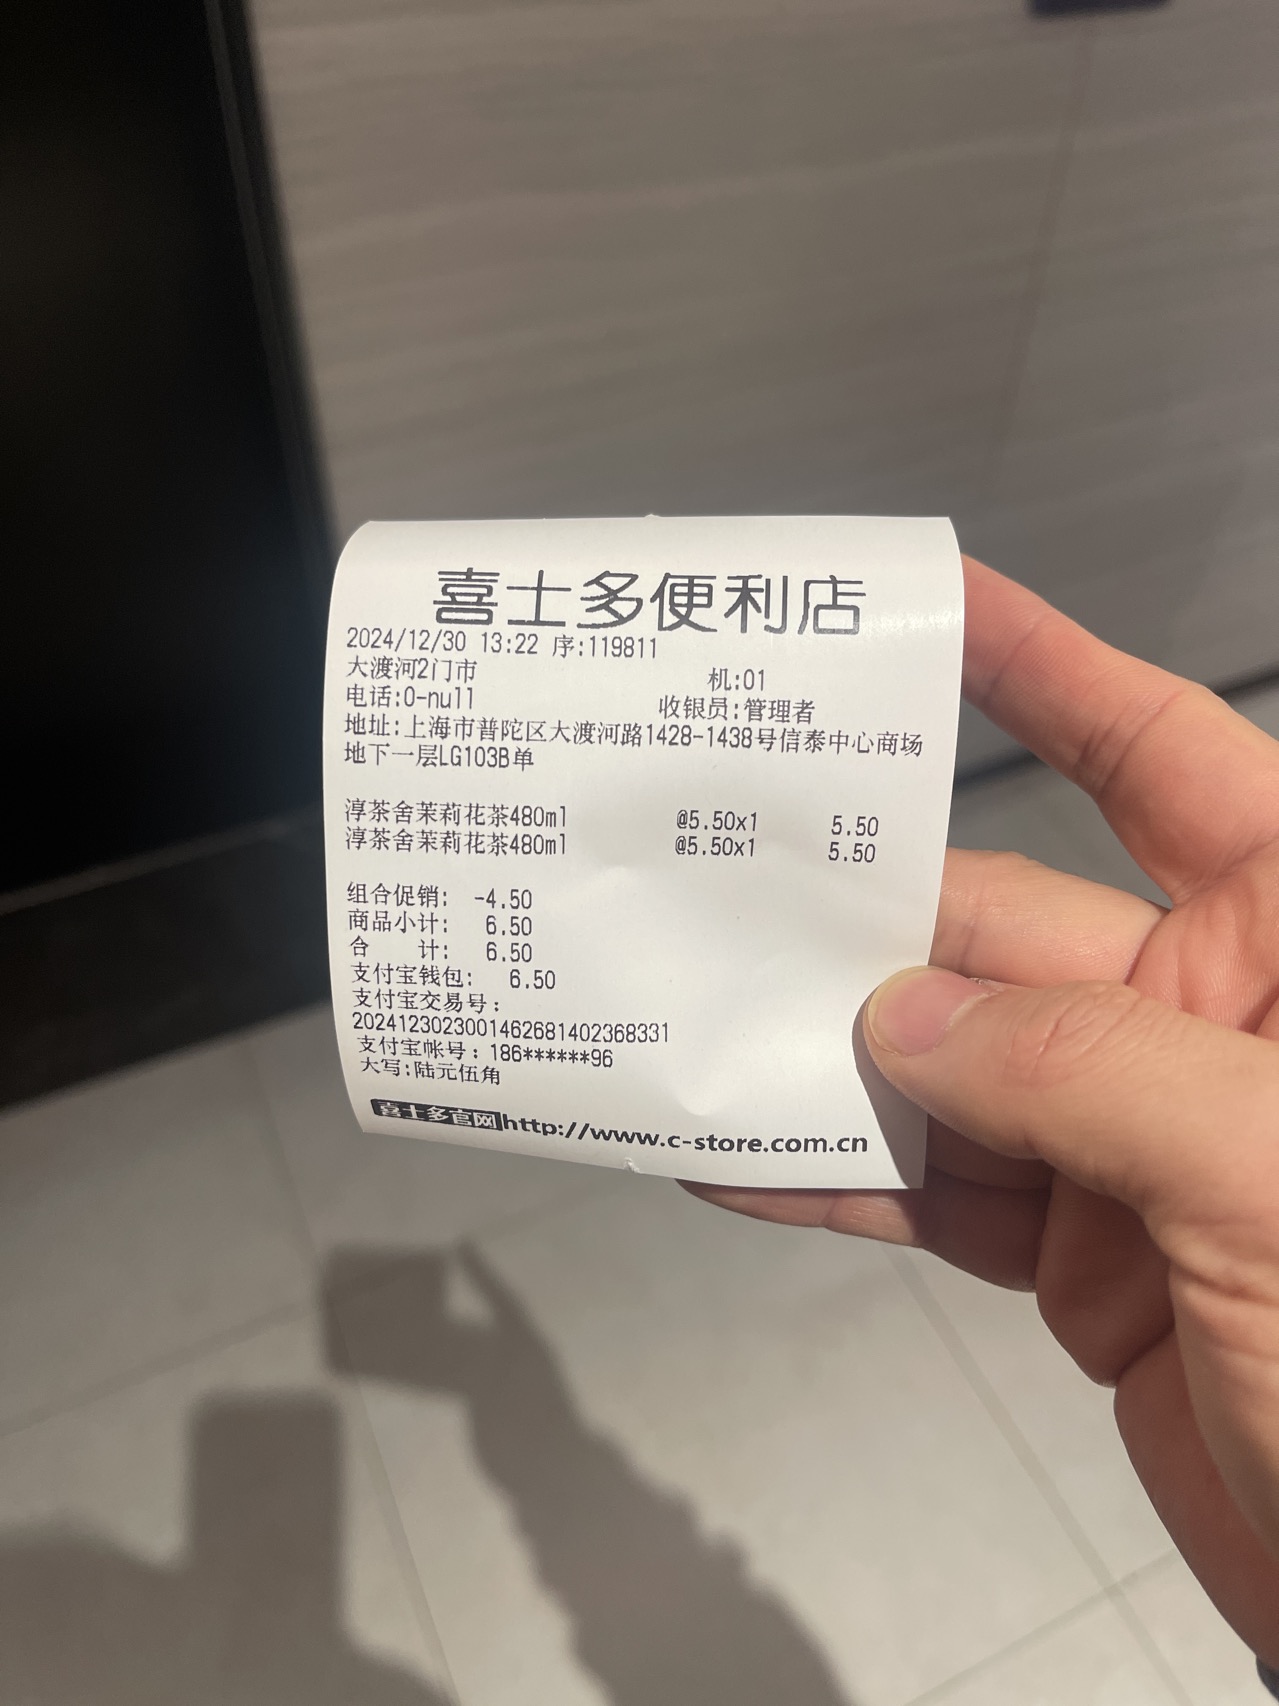 喜士多便利店
2024/12/30 13:22 序:119811
大渡河2门市 机:01
电话:0-null 收银员:管理者
地址:上海市普陀区大渡河路1428-1438号信泰中心商场
地下一层LG103B单
淳茶舍茉莉花茶480ml @5.50x1 5.50
淳茶舍茉莉花茶480ml @5.50x1 5.50
组合促销: -4.50
商品小计: 6.50
合 计: 6.50
支付宝钱包: 6.50
支付宝交易号:
2024123023001462681402368331
支付宝帐号:186******96
大写:陆元伍角
喜士多官网http://www.c-store.com.cn